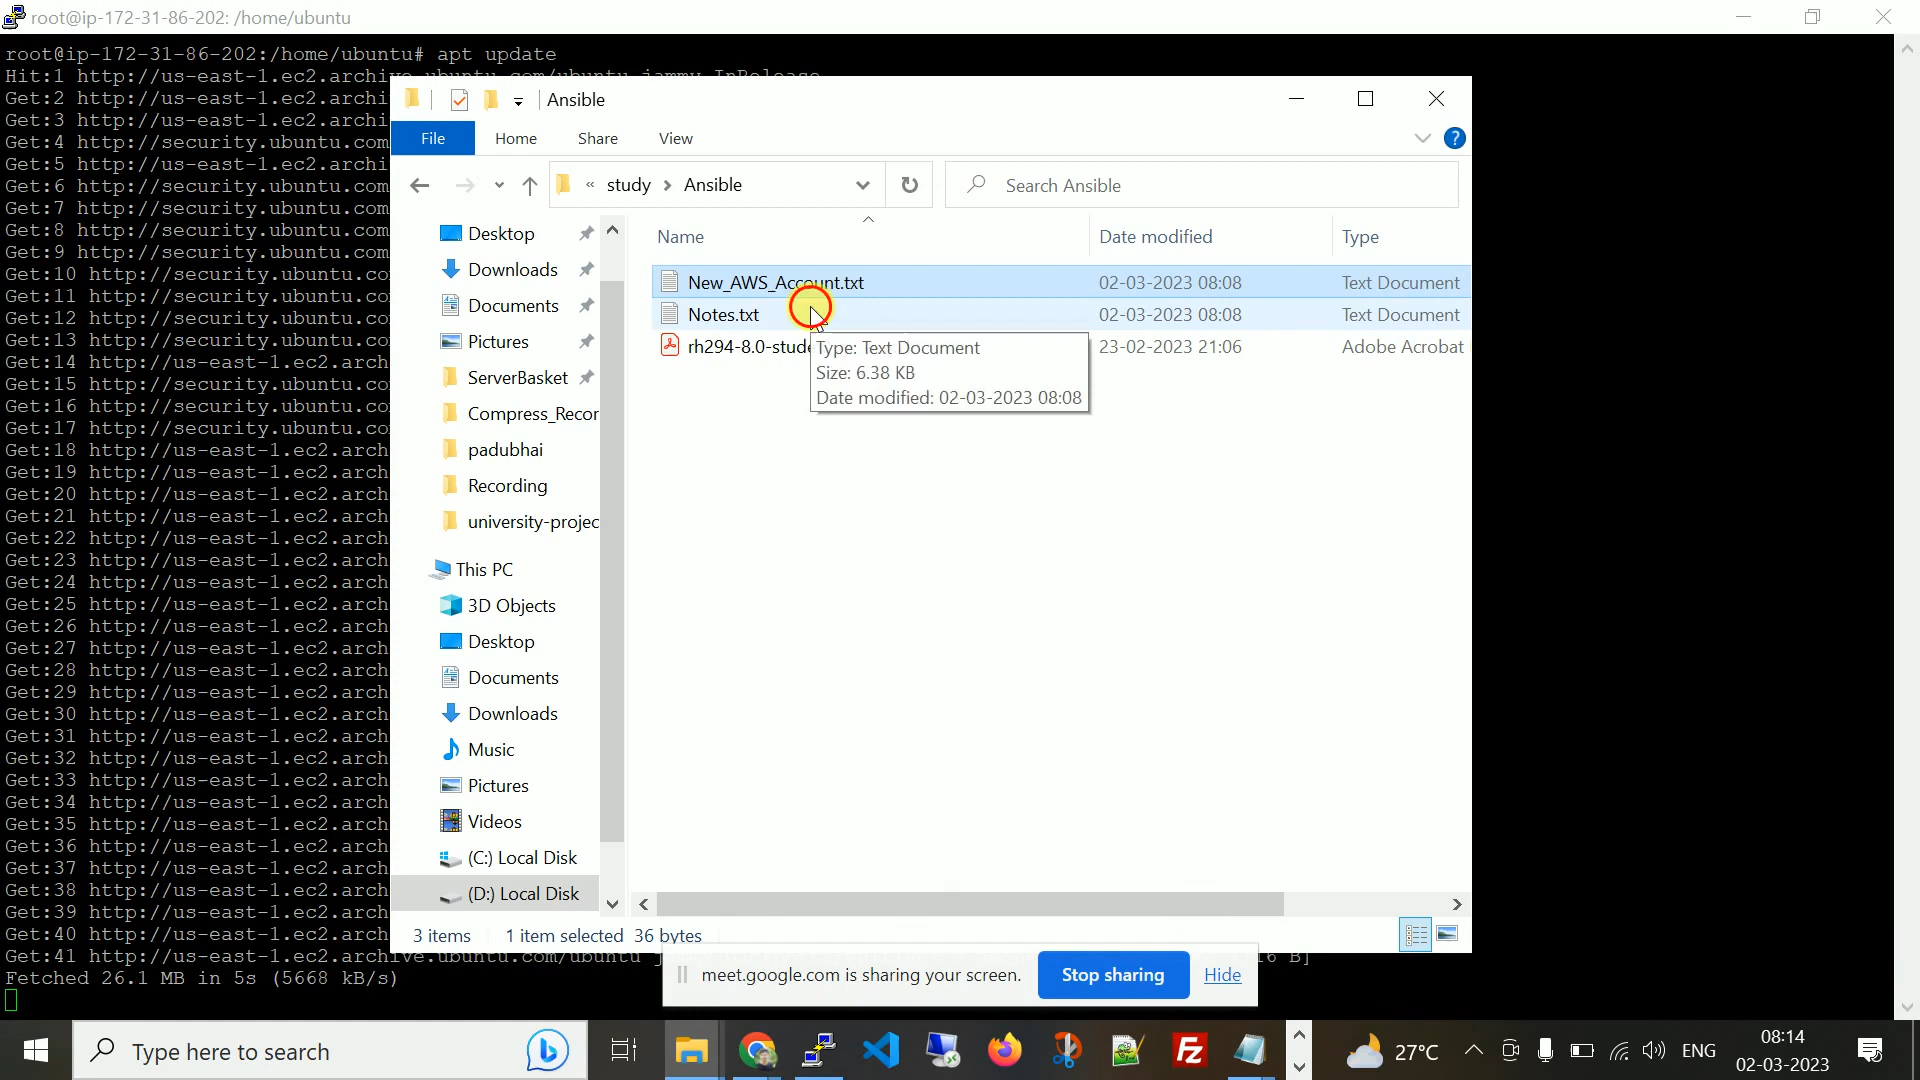 root@ip-172-31-86-202: /home/ubuntu
root@ip-172-31-86-202:/home/ubuntu# apt update
Hit:1 http://us-east-1.ec2.archive.ubuntu.com/ubuntu jammy InRelease
Get:2 http://us-east-1.ec2.archi
Get:3 http://us-east-1.ec2.archi
Get:4 http://security.ubuntu.com
Get:5 http://us-east-1.ec2.archi
Get:6 http://security.ubuntu.com
Get:7 http://security.ubuntu.com
Get:8 http://security.ubuntu.com
Get:9 http://security.ubuntu.com
Get:10 http://security.ubuntu.co
Get:11 http://security.ubuntu.co
Get:12 http://security.ubuntu.co
Get:13 http://security.ubuntu.co
Get:14 http://us-east-1.ec2.arch
Get:15 http://security.ubuntu.co
Get:16 http://security.ubuntu.co
Get:17 http://security.ubuntu.co
Get:18 http://us-east-1.ec2.arch
Get:19 http://us-east-1.ec2.arch
Get:20 http://us-east-1.ec2.arch
Get:21 http://us-east-1.ec2.arch
Get:22 http://us-east-1.ec2.arch
Get:23 http://us-east-1.ec2.arch
Get:24 http://us-east-1.ec2.arch
Get:25 http://us-east-1.ec2.arch
Get:26 http://us-east-1.ec2.arch
Get:27 http://us-east-1.ec2.arch
Get:28 http://us-east-1.ec2.arch
Get:29 http://us-east-1.ec2.arch
Get:30 http://us-east-1.ec2.arch
Get:31 http://us-east-1.ec2.arch
Get:32 http://us-east-1.ec2.arch
Get:33 http://us-east-1.ec2.arch
Get:34 http://us-east-1.ec2.arch
Get:35 http://us-east-1.ec2.arch
Get:36 http://us-east-1.ec2.arch
Get:37 http://us-east-1.ec2.arch
Get:38 http://us-east-1.ec2.arch
Get:39 http://us-east-1.ec2.arch
Get:40 http://us-east-1.ec2.arch
Get:41 http://us-east-1.ec2.archive.ubuntu.com/ubuntu j 16 B]
Fetched 26.1 MB in 5s (5668 kB/s)
Ansible
File Home Share View
« study > Ansible
Search Ansible
Desktop
Downloads
Documents
Pictures
ServerBasket
Compress_Recor
padubhai
Recording
university-projec
This PC
3D Objects
Desktop
Documents
Downloads
Music
Pictures
Videos
(C:) Local Disk
(D:) Local Disk
Name Date modified Type
New_AWS_Account.txt 02-03-2023 08:08 Text Document
Notes.txt 02-03-2023 08:08 Text Document
rh294-8.0-stude 23-02-2023 21:06 Adobe Acrobat
Type: Text Document
Size: 6.38 KB
Date modified: 02-03-2023 08:08
3 items 1 item selected 36 bytes
meet.google.com is sharing your screen. Stop sharing Hide
Type here to search
27°C
ENG
08:14
02-03-2023